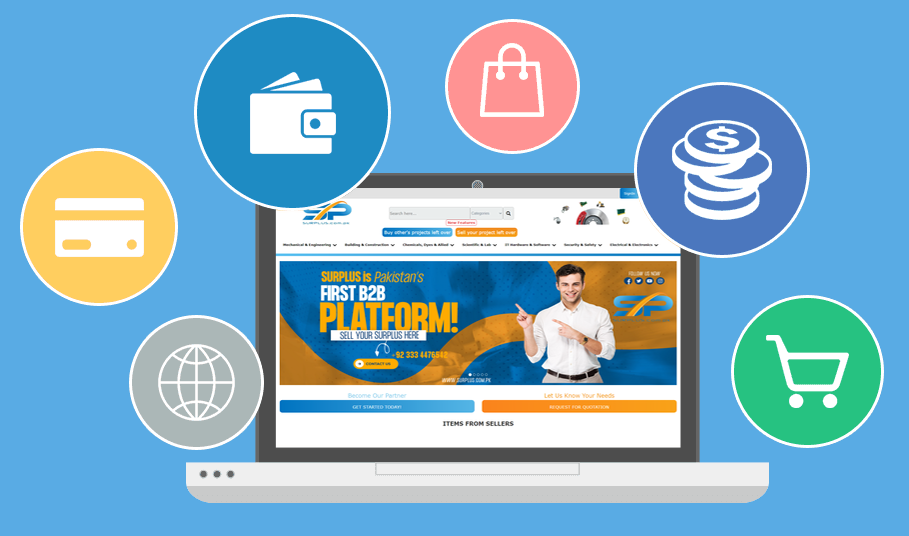 SP
Search here...
Categories
New Features
Buy other's projects left over
Sell your project left over
Mechanical & Engineering
Building & Construction
Chemicals, Dyes & Allied
Scientific & Lab
IT Hardware & Software
Security & Safety
Electrical & Electronics
SURPLUS is Pakistan's
FIRST B2B
PLATFORM!
SELL YOUR SURPLUS HERE
CONTACT US
FOLLOW US NOW
SP
Become Our Partner
Let Us Know Your Needs
GET STARTED TODAY!
REQUEST FOR QUOTATION
ITEMS FROM SELLERS
$